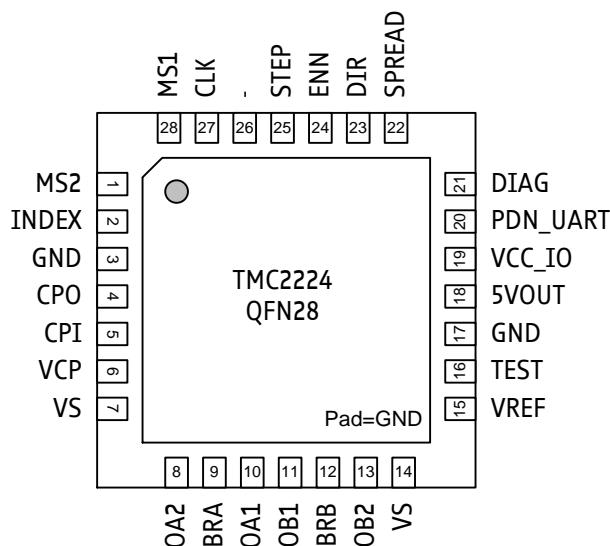 MS1 CLK - STEP ENN DIR SPREAD
28 27 26 25 24 23 22
MS2 1 21 DIAG
INDEX 2 20 PDN_UART
GND 3 19 VCC_IO
CPO 4 18 5VOUT
CPI 5 17 GND
VCP 6 16 TEST
VS 7 15 VREF
TMC2224
QFN28
Pad=GND
8 9 10 11 12 13 14
OA2 BRA OA1 OB1 BRB OB2 VS